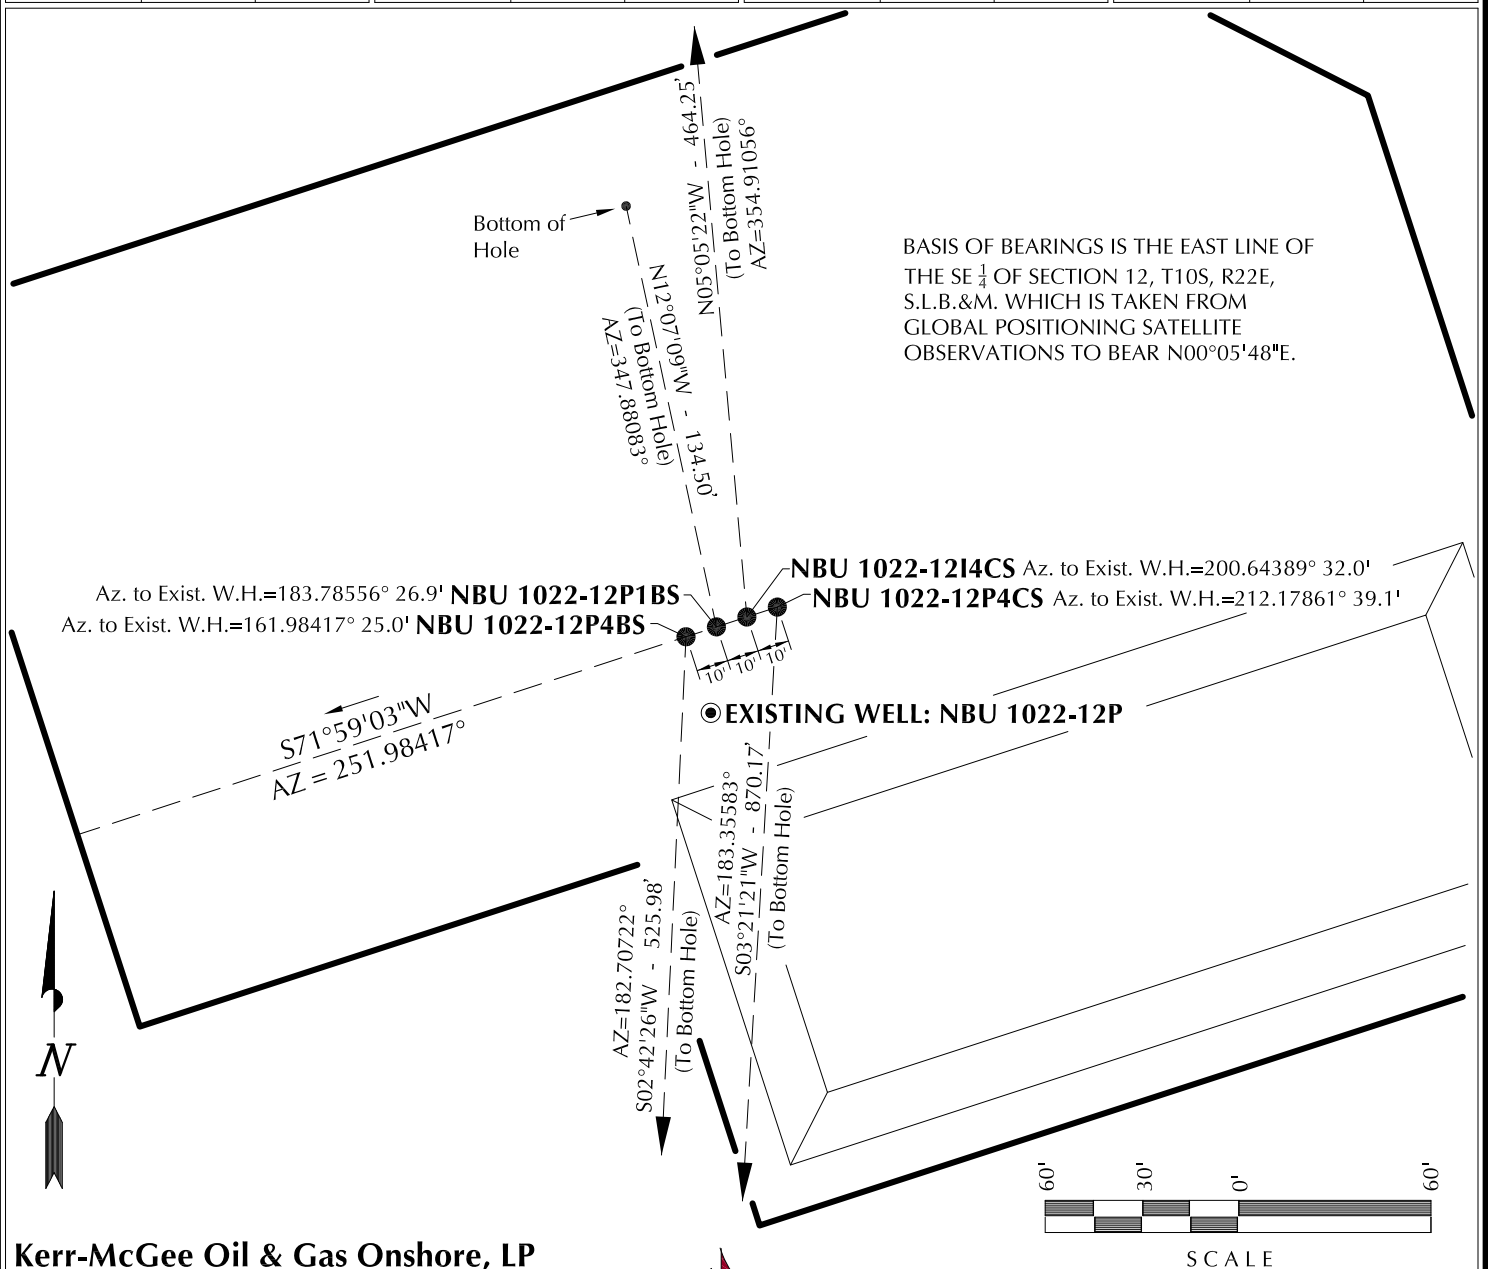 N05°05'22"W - 464.25'
(To Bottom Hole)
AZ=354.91056°
Bottom of
Hole
N12°07'09"W - 134.50'
(To Bottom Hole)
AZ=347.88083°
BASIS OF BEARINGS IS THE EAST LINE OF
THE SE 1/4 OF SECTION 12, T10S, R22E,
S.L.B.&M. WHICH IS TAKEN FROM
GLOBAL POSITIONING SATELLITE
OBSERVATIONS TO BEAR N00°05'48"E.
NBU 1022-12I4CS Az. to Exist. W.H.=200.64389° 32.0'
Az. to Exist. W.H.=183.78556° 26.9' NBU 1022-12P1BS
NBU 1022-12P4CS Az. to Exist. W.H.=212.17861° 39.1'
Az. to Exist. W.H.=161.98417° 25.0' NBU 1022-12P4BS
10' 10' 10'
EXISTING WELL: NBU 1022-12P
S71°59'03"W
AZ = 251.98417°
AZ=183.35583°
S03°21'21"W - 870.17'
(To Bottom Hole)
AZ=182.70722°
S02°42'26"W - 525.98'
(To Bottom Hole)
N
60' 30' 0' 60'
SCALE
Kerr-McGee Oil & Gas Onshore, LP